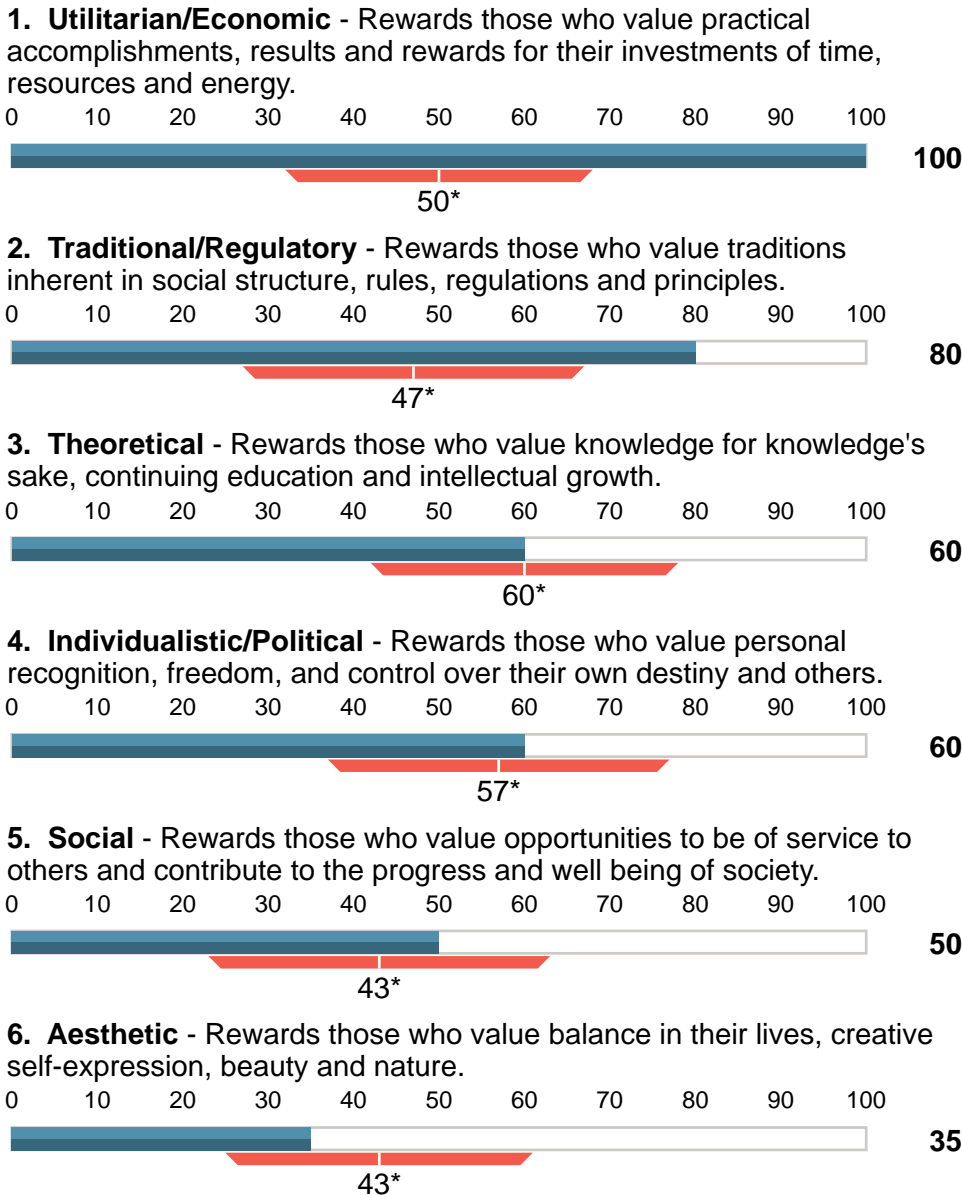 1. Utilitarian/Economic - Rewards those who value practical
accomplishments, results and rewards for their investments of time,
resources and energy.
0 10 20 30 40 50 60 70 80 90 100
100
50*
2. Traditional/Regulatory - Rewards those who value traditions
inherent in social structure, rules, regulations and principles.
0 10 20 30 40 50 60 70 80 90 100
80
47*
3. Theoretical - Rewards those who value knowledge for knowledge's
sake, continuing education and intellectual growth.
0 10 20 30 40 50 60 70 80 90 100
60
60*
4. Individualistic/Political - Rewards those who value personal
recognition, freedom, and control over their own destiny and others.
0 10 20 30 40 50 60 70 80 90 100
60
57*
5. Social - Rewards those who value opportunities to be of service to
others and contribute to the progress and well being of society.
0 10 20 30 40 50 60 70 80 90 100
50
43*
6. Aesthetic - Rewards those who value balance in their lives, creative
self-expression, beauty and nature.
0 10 20 30 40 50 60 70 80 90 100
35
43*